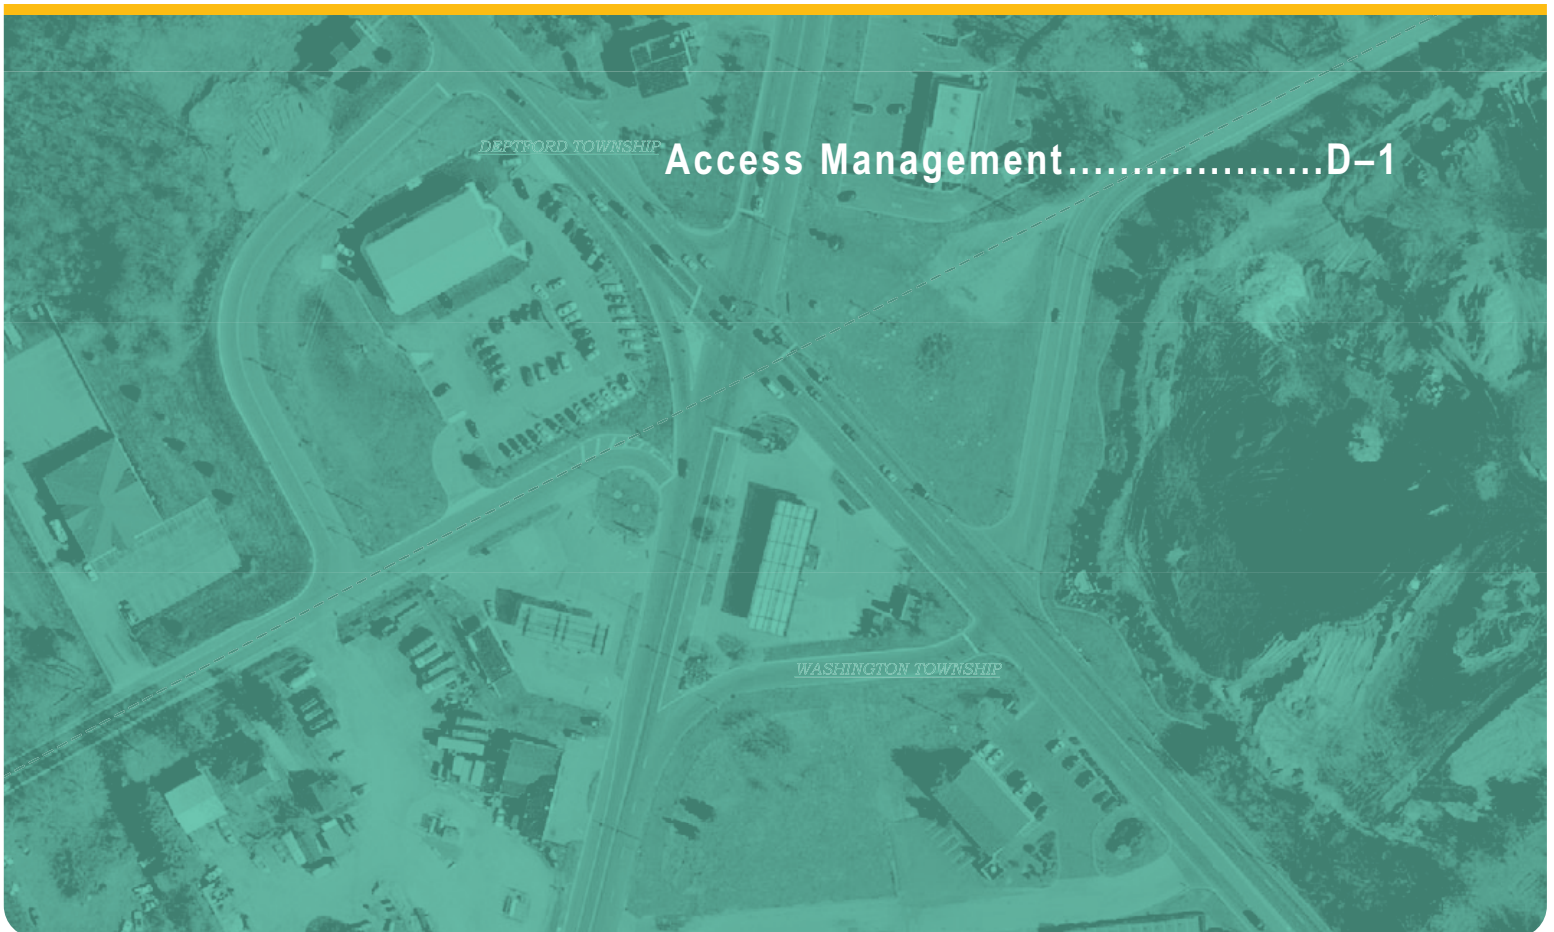 DEPTFORD TOWNSHIP
Access Management....................D–1
WASHINGTON TOWNSHIP